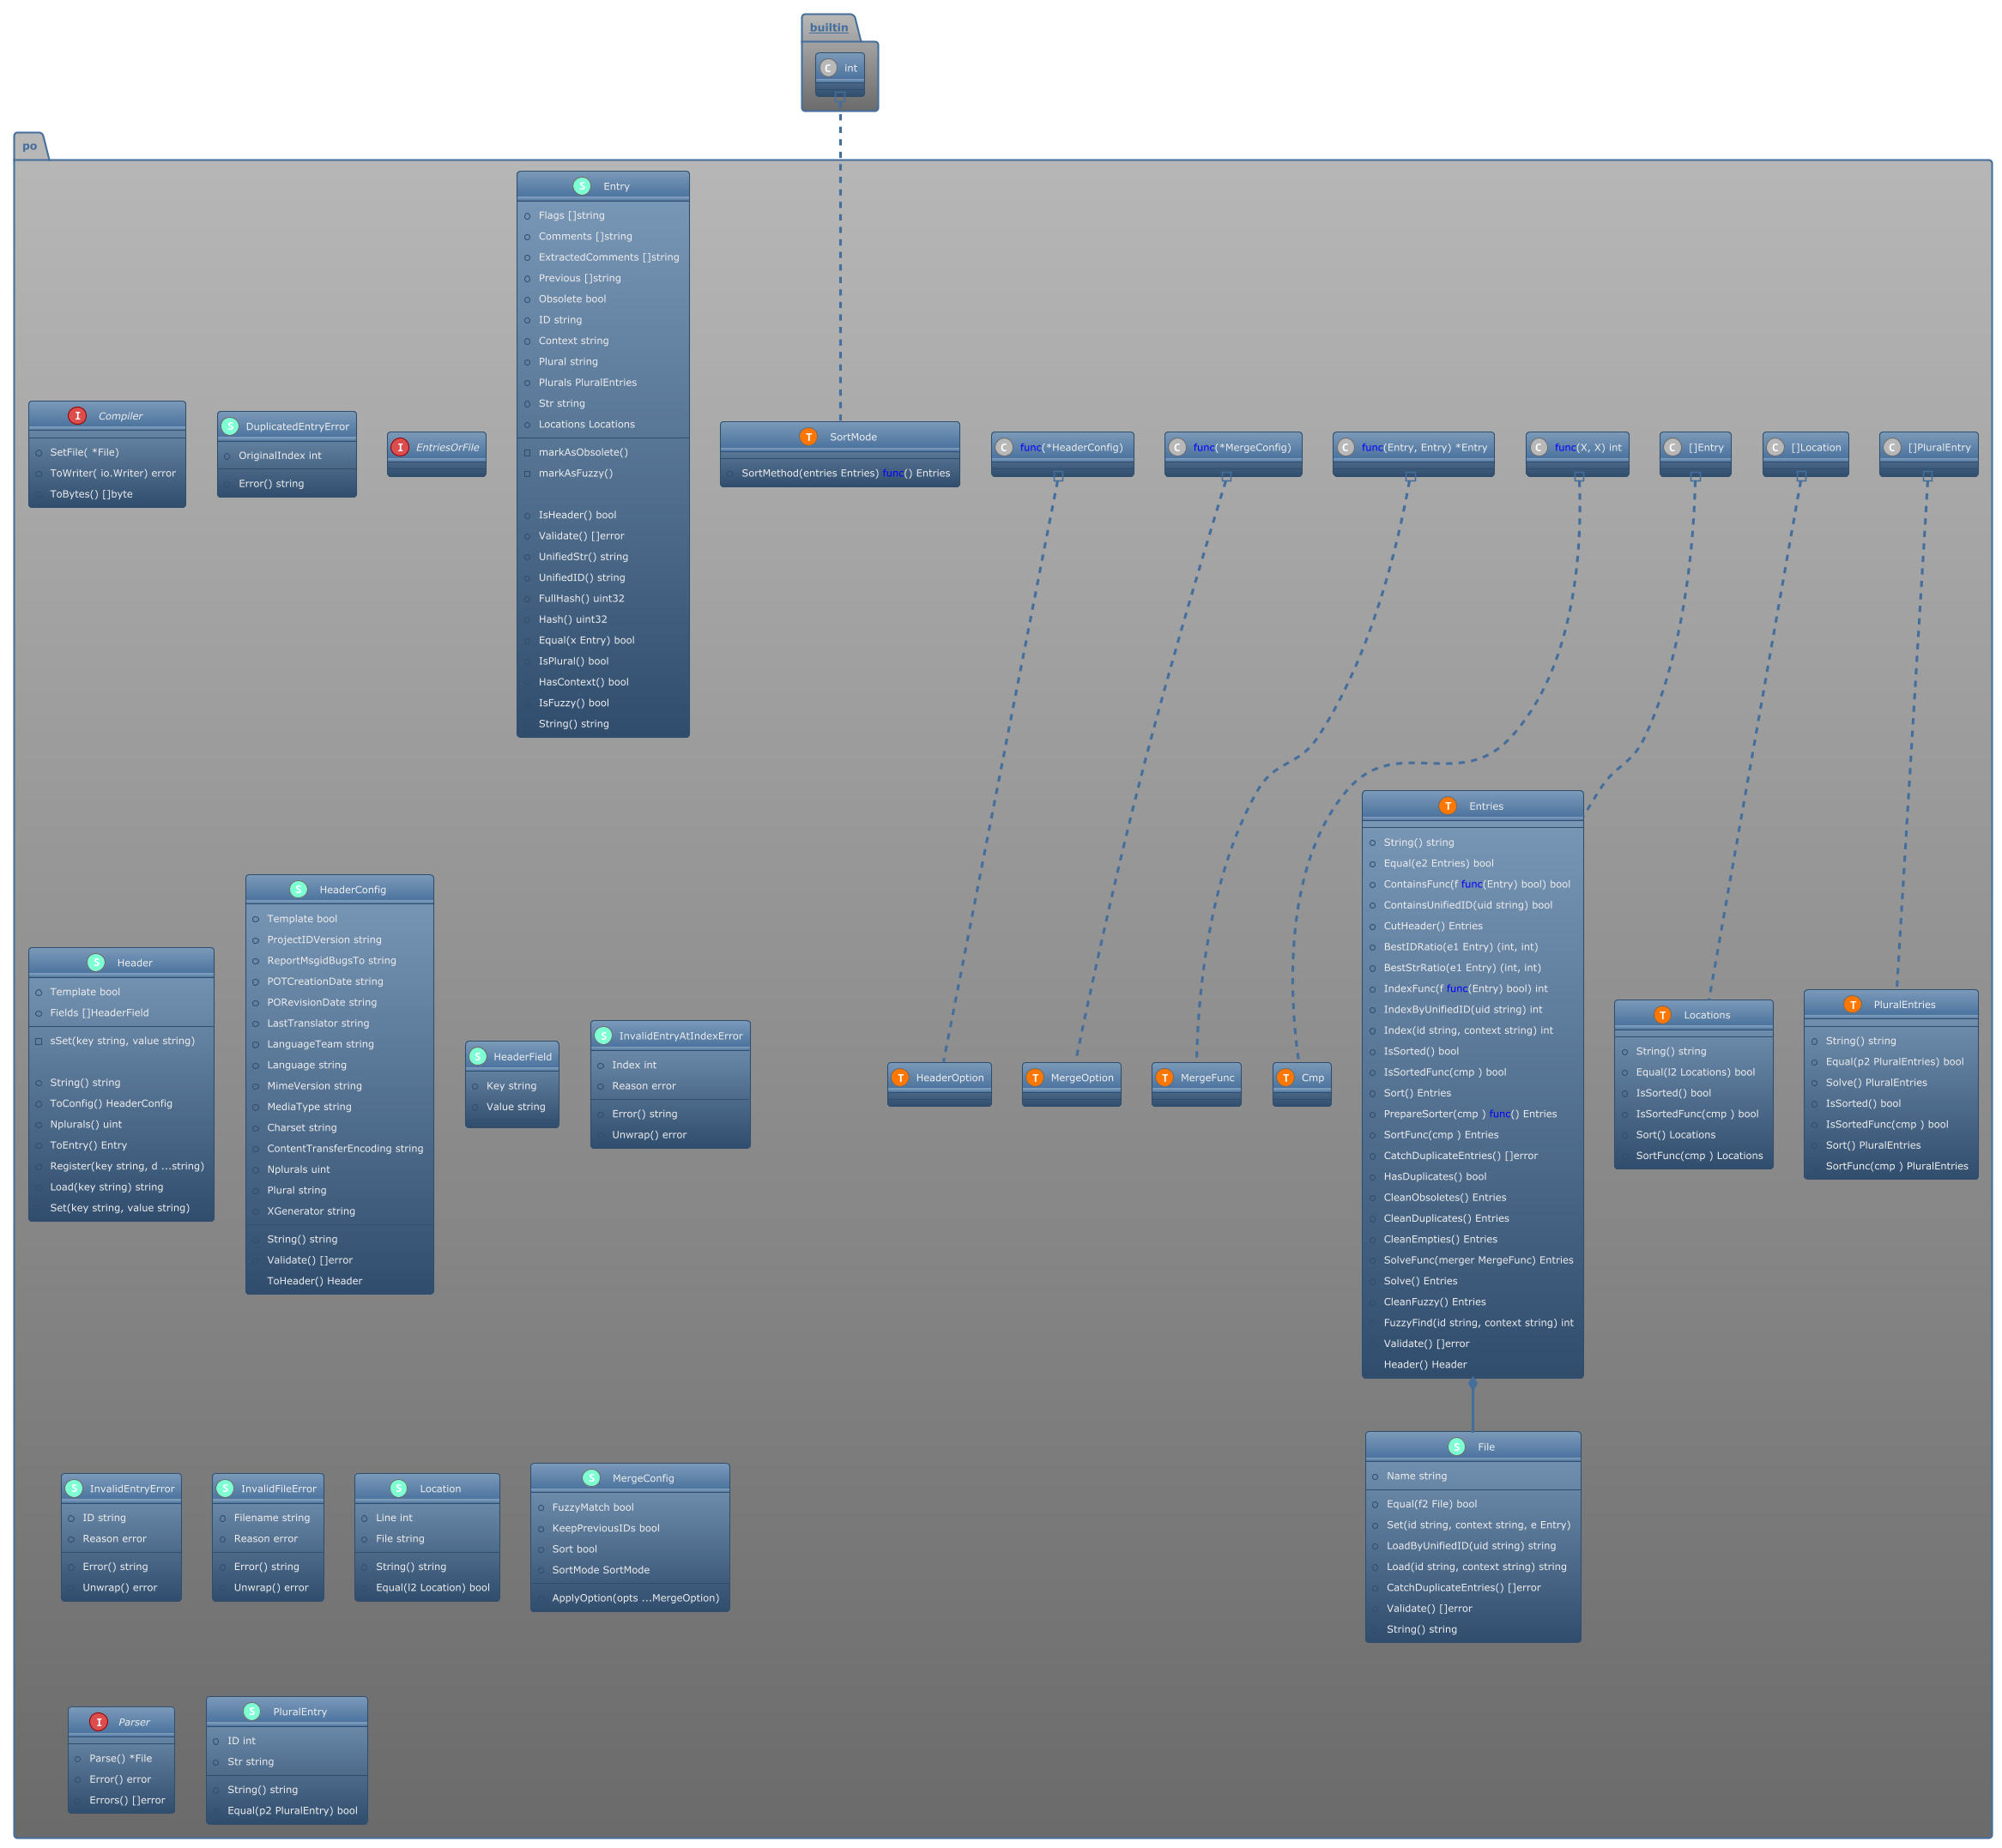 builtin
C int
po
I Compiler
SetFile( *File)
ToWriter( io.Writer) error
ToBytes() []byte
S DuplicatedEntryError
OriginalIndex int
Error() string
I EntriesOrFile
S Entry
Flags []string
Comments []string
ExtractedComments []string
Previous []string
Obsolete bool
ID string
Context string
Plural string
Plurals PluralEntries
Str string
Locations Locations
markAsObsolete()
markAsFuzzy()
IsHeader() bool
Validate() []error
UnifiedStr() string
UnifiedID() string
FullHash() uint32
Hash() uint32
Equal(x Entry) bool
IsPlural() bool
HasContext() bool
IsFuzzy() bool
String() string
T SortMode
SortMethod(entries Entries) func() Entries
C func(*HeaderConfig)
C func(*MergeConfig)
C func(Entry, Entry) *Entry
C func(X, X) int
C []Entry
C []Location
C []PluralEntry
S Header
Template bool
Fields []HeaderField
sSet(key string, value string)
String() string
ToConfig() HeaderConfig
Nplurals() uint
ToEntry() Entry
Register(key string, d ...string)
Load(key string) string
Set(key string, value string)
S HeaderConfig
Template bool
ProjectIDVersion string
ReportMsgidBugsTo string
POTCreationDate string
PORevisionDate string
LastTranslator string
LanguageTeam string
Language string
MimeVersion string
MediaType string
Charset string
ContentTransferEncoding string
Nplurals uint
Plural string
XGenerator string
String() string
Validate() []error
ToHeader() Header
S HeaderField
Key string
Value string
S InvalidEntryAtIndexError
Index int
Reason error
Error() string
Unwrap() error
T HeaderOption
T MergeOption
T MergeFunc
T Cmp
T Entries
String() string
Equal(e2 Entries) bool
ContainsFunc(f func(Entry) bool) bool
ContainsUnifiedID(uid string) bool
CutHeader() Entries
BestIDRatio(e1 Entry) (int, int)
BestStrRatio(e1 Entry) (int, int)
IndexFunc(f func(Entry) bool) int
IndexByUnifiedID(uid string) int
Index(id string, context string) int
IsSorted() bool
IsSortedFunc(cmp ) bool
Sort() Entries
PrepareSorter(cmp ) func() Entries
SortFunc(cmp ) Entries
CatchDuplicateEntries() []error
HasDuplicates() bool
CleanObsoletes() Entries
CleanDuplicates() Entries
CleanEmpties() Entries
SolveFunc(merger MergeFunc) Entries
Solve() Entries
CleanFuzzy() Entries
FuzzyFind(id string, context string) int
Validate() []error
Header() Header
T Locations
String() string
Equal(l2 Locations) bool
IsSorted() bool
IsSortedFunc(cmp ) bool
Sort() Locations
SortFunc(cmp ) Locations
T PluralEntries
String() string
Equal(p2 PluralEntries) bool
Solve() PluralEntries
IsSorted() bool
IsSortedFunc(cmp ) bool
Sort() PluralEntries
SortFunc(cmp ) PluralEntries
S InvalidEntryError
ID string
Reason error
Error() string
Unwrap() error
S InvalidFileError
Filename string
Reason error
Error() string
Unwrap() error
S Location
Line int
File string
String() string
Equal(l2 Location) bool
S MergeConfig
FuzzyMatch bool
KeepPreviousIDs bool
Sort bool
SortMode SortMode
ApplyOption(opts ...MergeOption)
S File
Name string
Equal(f2 File) bool
Set(id string, context string, e Entry)
LoadByUnifiedID(uid string) string
Load(id string, context string) string
CatchDuplicateEntries() []error
Validate() []error
String() string
I Parser
Parse() *File
Error() error
Errors() []error
S PluralEntry
ID int
Str string
String() string
Equal(p2 PluralEntry) bool